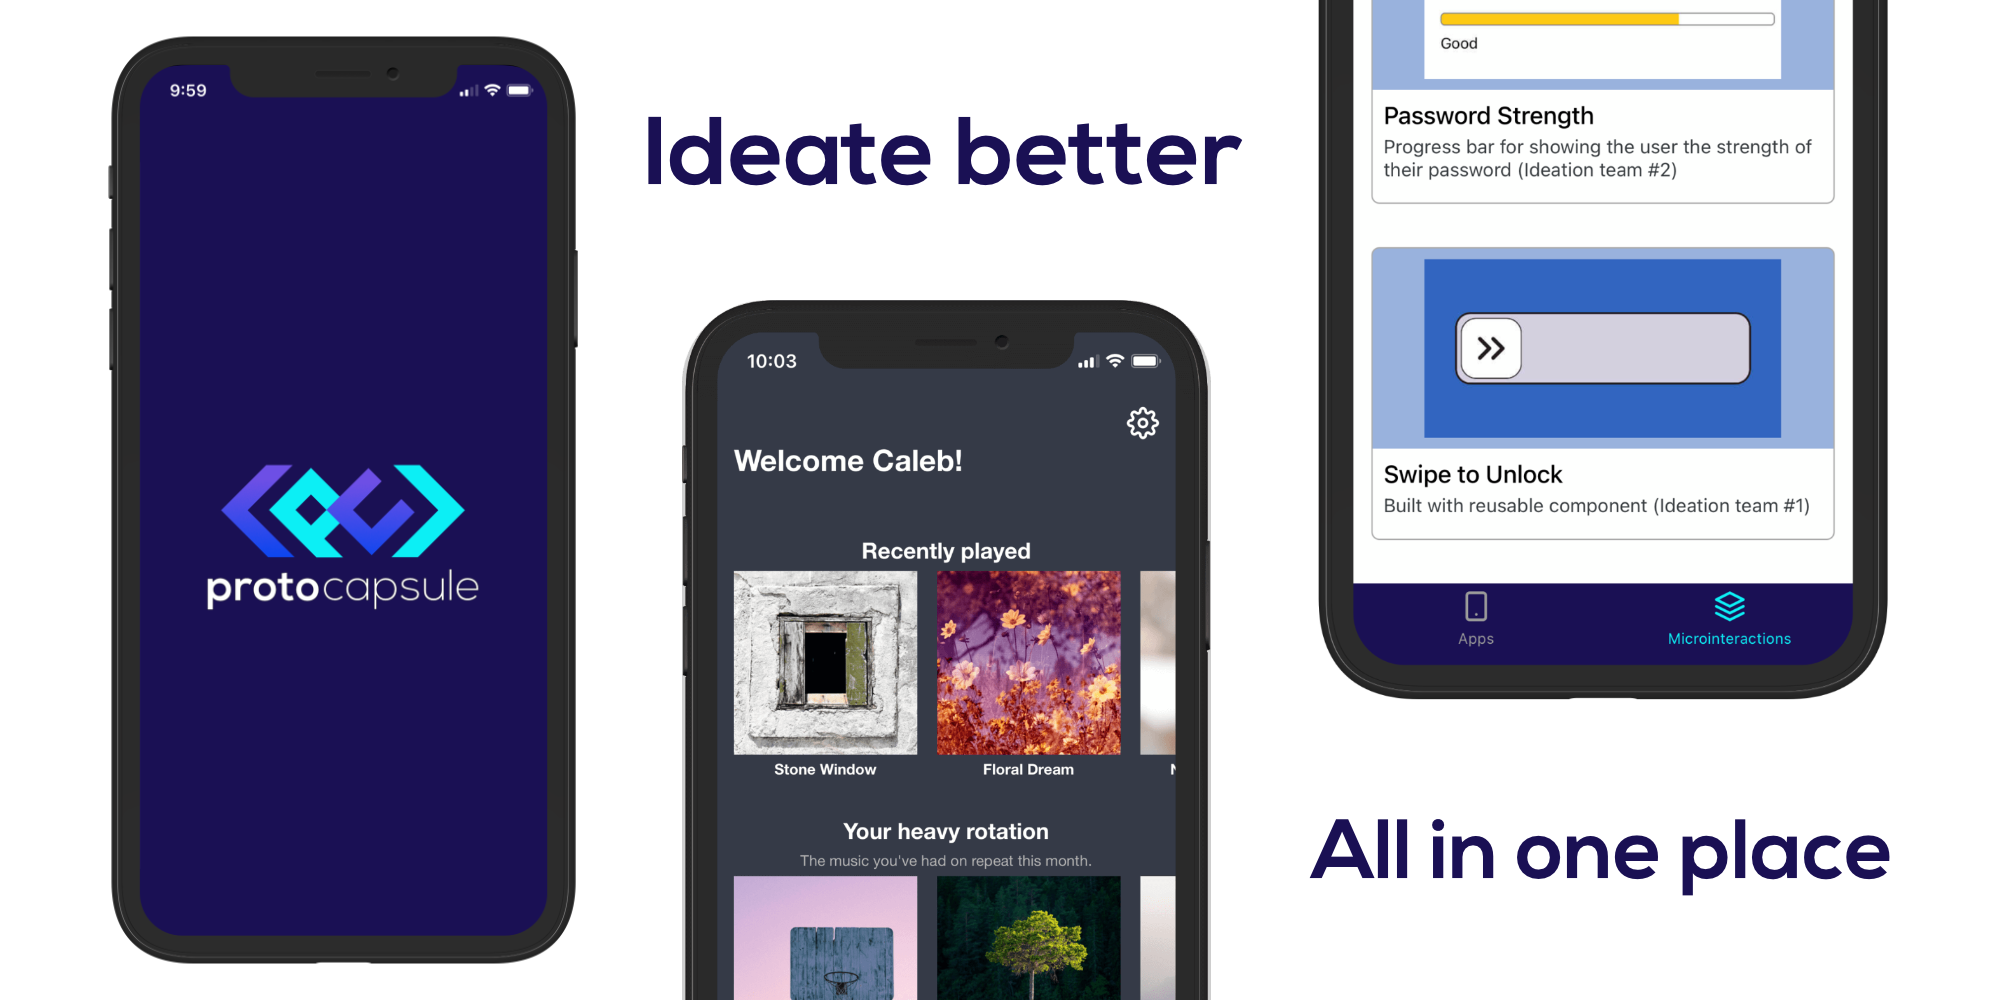 9:59
protocapsule
Ideate better
10:03
Welcome Caleb!
Recently played
Stone Window
Floral Dream
Your heavy rotation
The music you've had on repeat this month.
Good
Password Strength
Progress bar for showing the user the strength of
their password (Ideation team #2)
Swipe to Unlock
Built with reusable component (Ideation team #1)
Apps
Microinteractions
All in one place